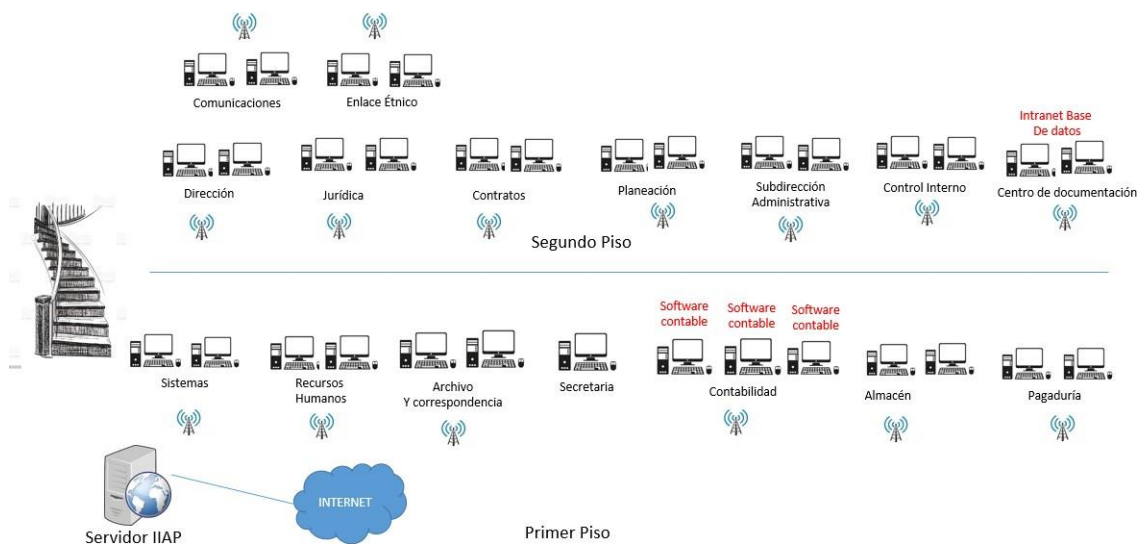 Comunicaciones
Enlace Étnico
Intranet Base
De datos
Dirección
Jurídica
Contratos
Planeación
Subdirección
Administrativa
Control Interno
Centro de documentación
Segundo Piso
Software
contable
Software
contable
Software
contable
Sistemas
Recursos
Humanos
Archivo
Y correspondencia
Secretaria
Contabilidad
Almacén
Pagaduría
INTERNET
Servidor IIAP
Primer Piso